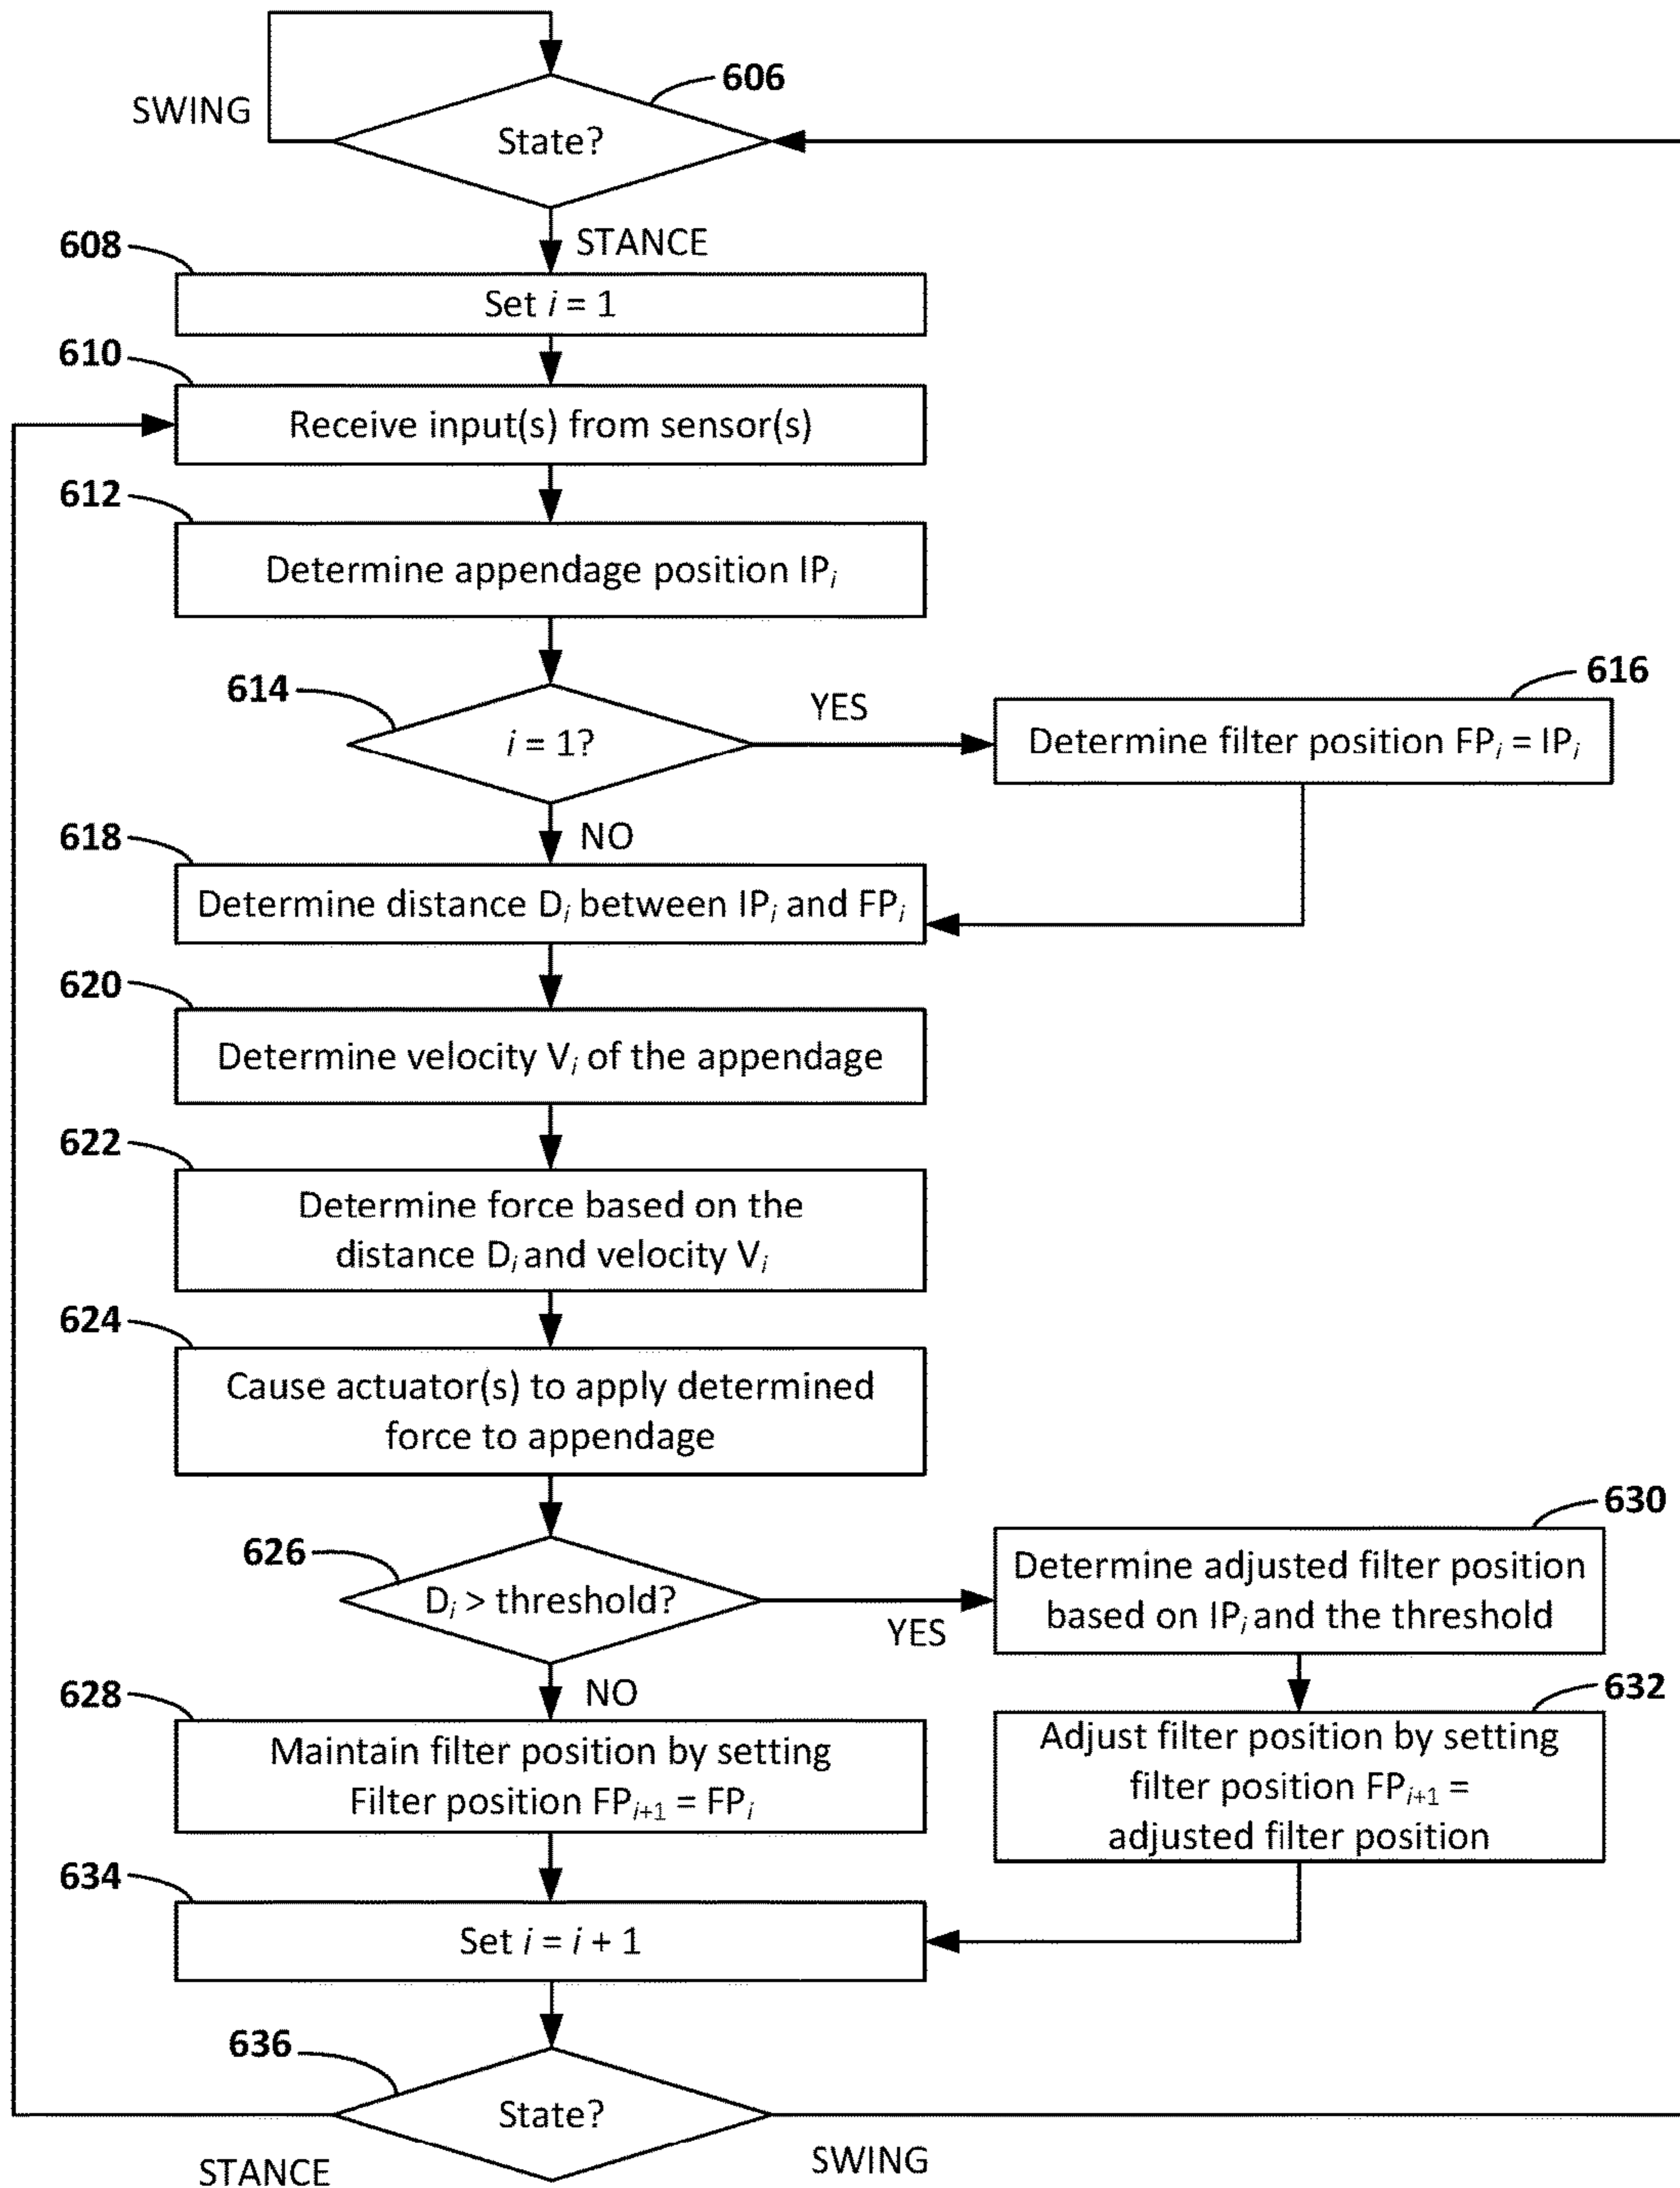 606
SWING
State?
STANCE
608
Set i = 1
610
Receive input(s) from sensor(s)
612
Determine appendage position IPi
614
i = 1?
YES
616
Determine filter position FPi = IPi
NO
618
Determine distance Di between IPi and FPi
620
Determine velocity Vi of the appendage
622
Determine force based on the
distance Di and velocity Vi
624
Cause actuator(s) to apply determined
force to appendage
626
Di > threshold?
YES
630
Determine adjusted filter position
based on IPi and the threshold
NO
628
Maintain filter position by setting
Filter position FPi+1 = FPi
632
Adjust filter position by setting
filter position FPi+1 =
adjusted filter position
634
Set i = i + 1
636
State?
STANCE
SWING